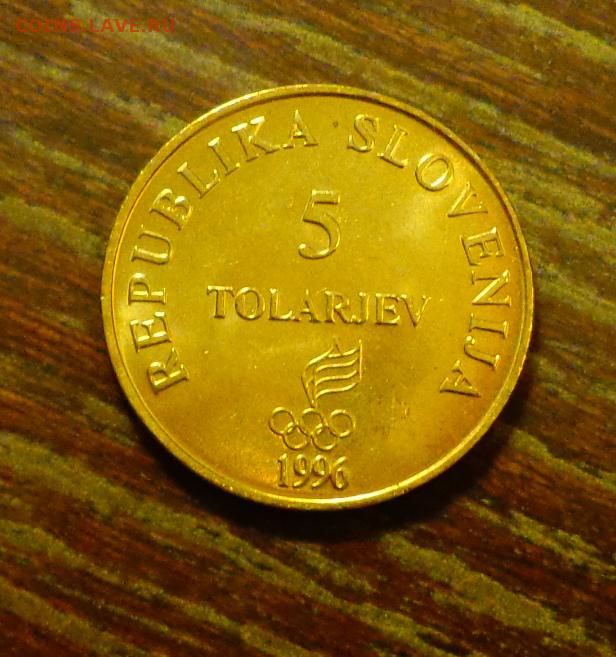 COINS.LAVE.RU
REPUBLIKA SLOVENIJA
5
TOLARJEV
1996